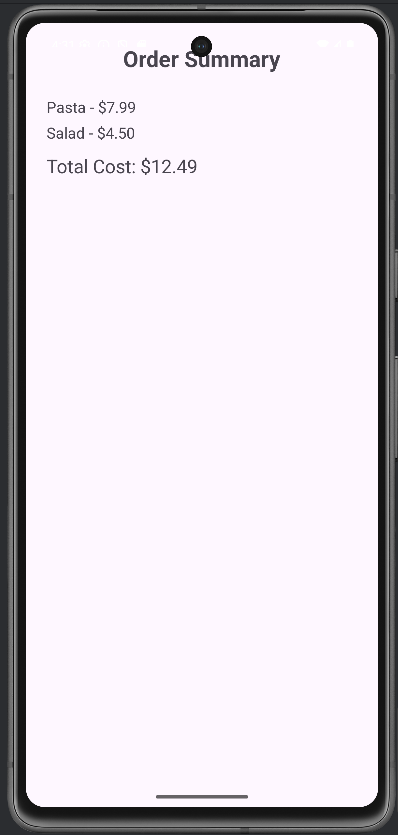 Order Summary
Pasta - $7.99
Salad - $4.50
Total Cost: $12.49